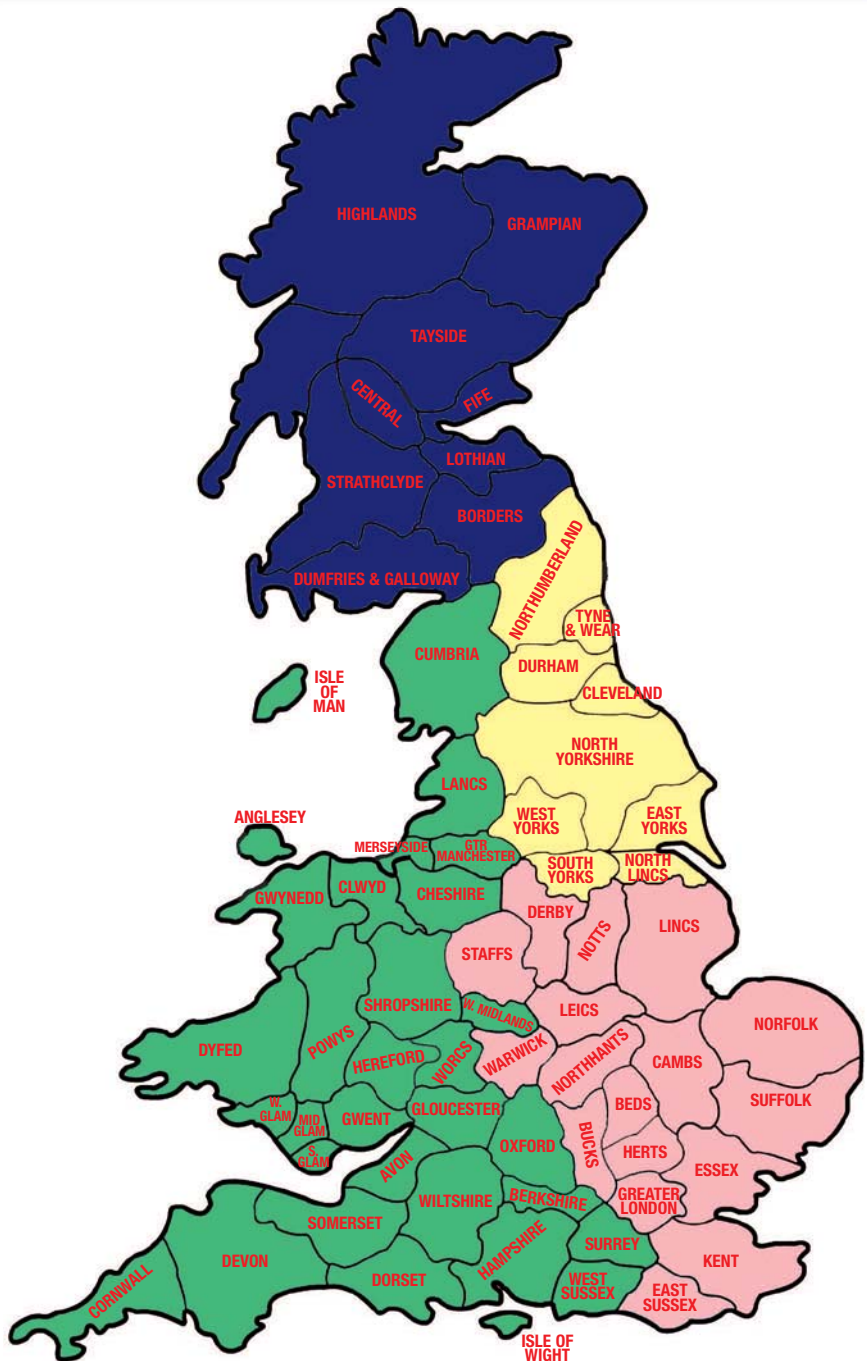 HIGHLANDS
GRAMPIAN
TAYSIDE
CENTRAL
FIFE
LOTHIAN
STRATHCLYDE
BORDERS
DUMFRIES & GALLOWAY
NORTHUMBERLAND
TYNE
& WEAR
CUMBRIA
DURHAM
CLEVELAND
ISLE
OF
MAN
NORTH
YORKSHIRE
LANCS
WEST
YORKS
EAST
YORKS
ANGLESEY
MERSEYSIDE
GTR
MANCHESTER
SOUTH
YORKS
NORTH
LINCS
GWYNEDD
CLWYD
CHESHIRE
DERBY
NOTTS
LINCS
STAFFS
SHROPSHIRE
W. MIDLANDS
LEICS
NORFOLK
DYFED
POWYS
HEREFORD
WORCS
WARWICK
NORTHHANTS
CAMBS
SUFFOLK
W.
GLAM
MID
GLAM
S.
GLAM
GWENT
GLOUCESTER
OXFORD
BUCKS
BEDS
HERTS
ESSEX
AVON
WILTSHIRE
BERKSHIRE
GREATER
LONDON
SOMERSET
HAMPSHIRE
SURREY
KENT
CORNWALL
DEVON
DORSET
WEST
SUSSEX
EAST
SUSSEX
ISLE OF
WIGHT